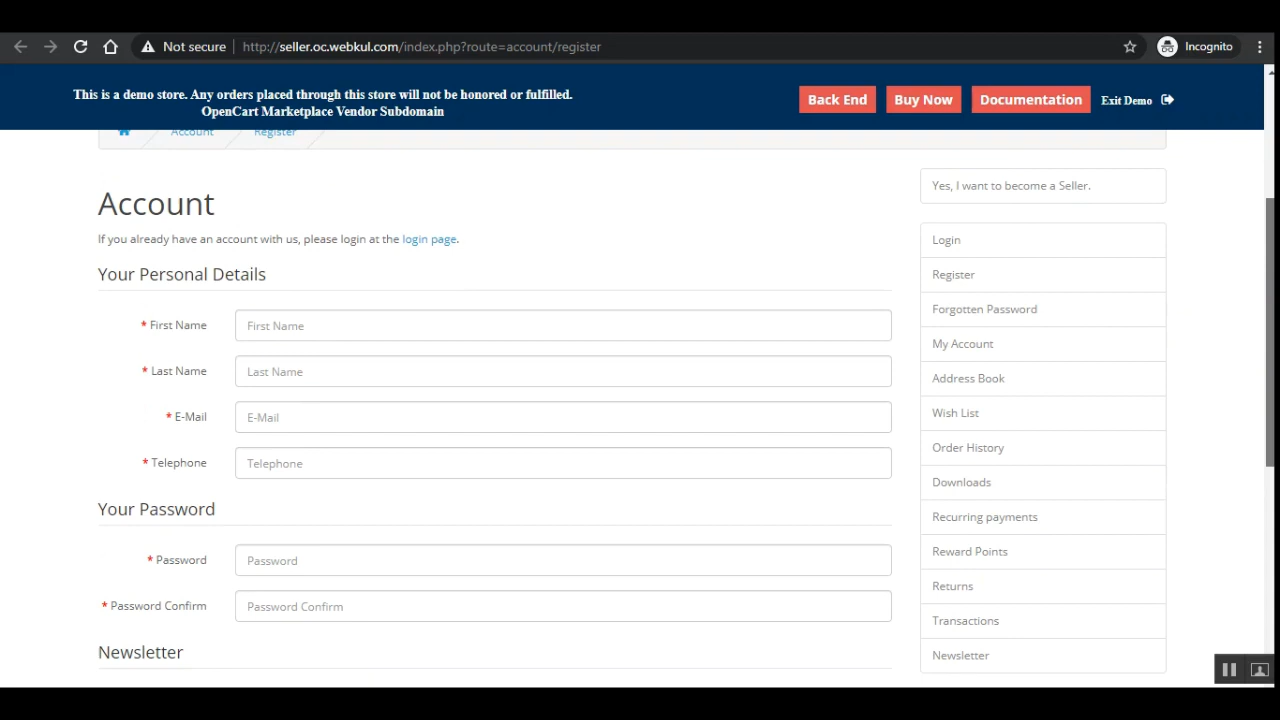 Not secure http://seller.oc.webkul.com/index.php?route=account/register Incognito
This is a demo store. Any orders placed through this store will not be honored or fulfilled.
OpenCart Marketplace Vendor Subdomain
Back End Buy Now Documentation Exit Demo
Account Register
Yes, I want to become a Seller.
Account
If you already have an account with us, please login at the login page.
Your Personal Details
* First Name First Name
* Last Name Last Name
* E-Mail E-Mail
* Telephone Telephone
Your Password
* Password Password
* Password Confirm Password Confirm
Newsletter
Login
Register
Forgotten Password
My Account
Address Book
Wish List
Order History
Downloads
Recurring payments
Reward Points
Returns
Transactions
Newsletter